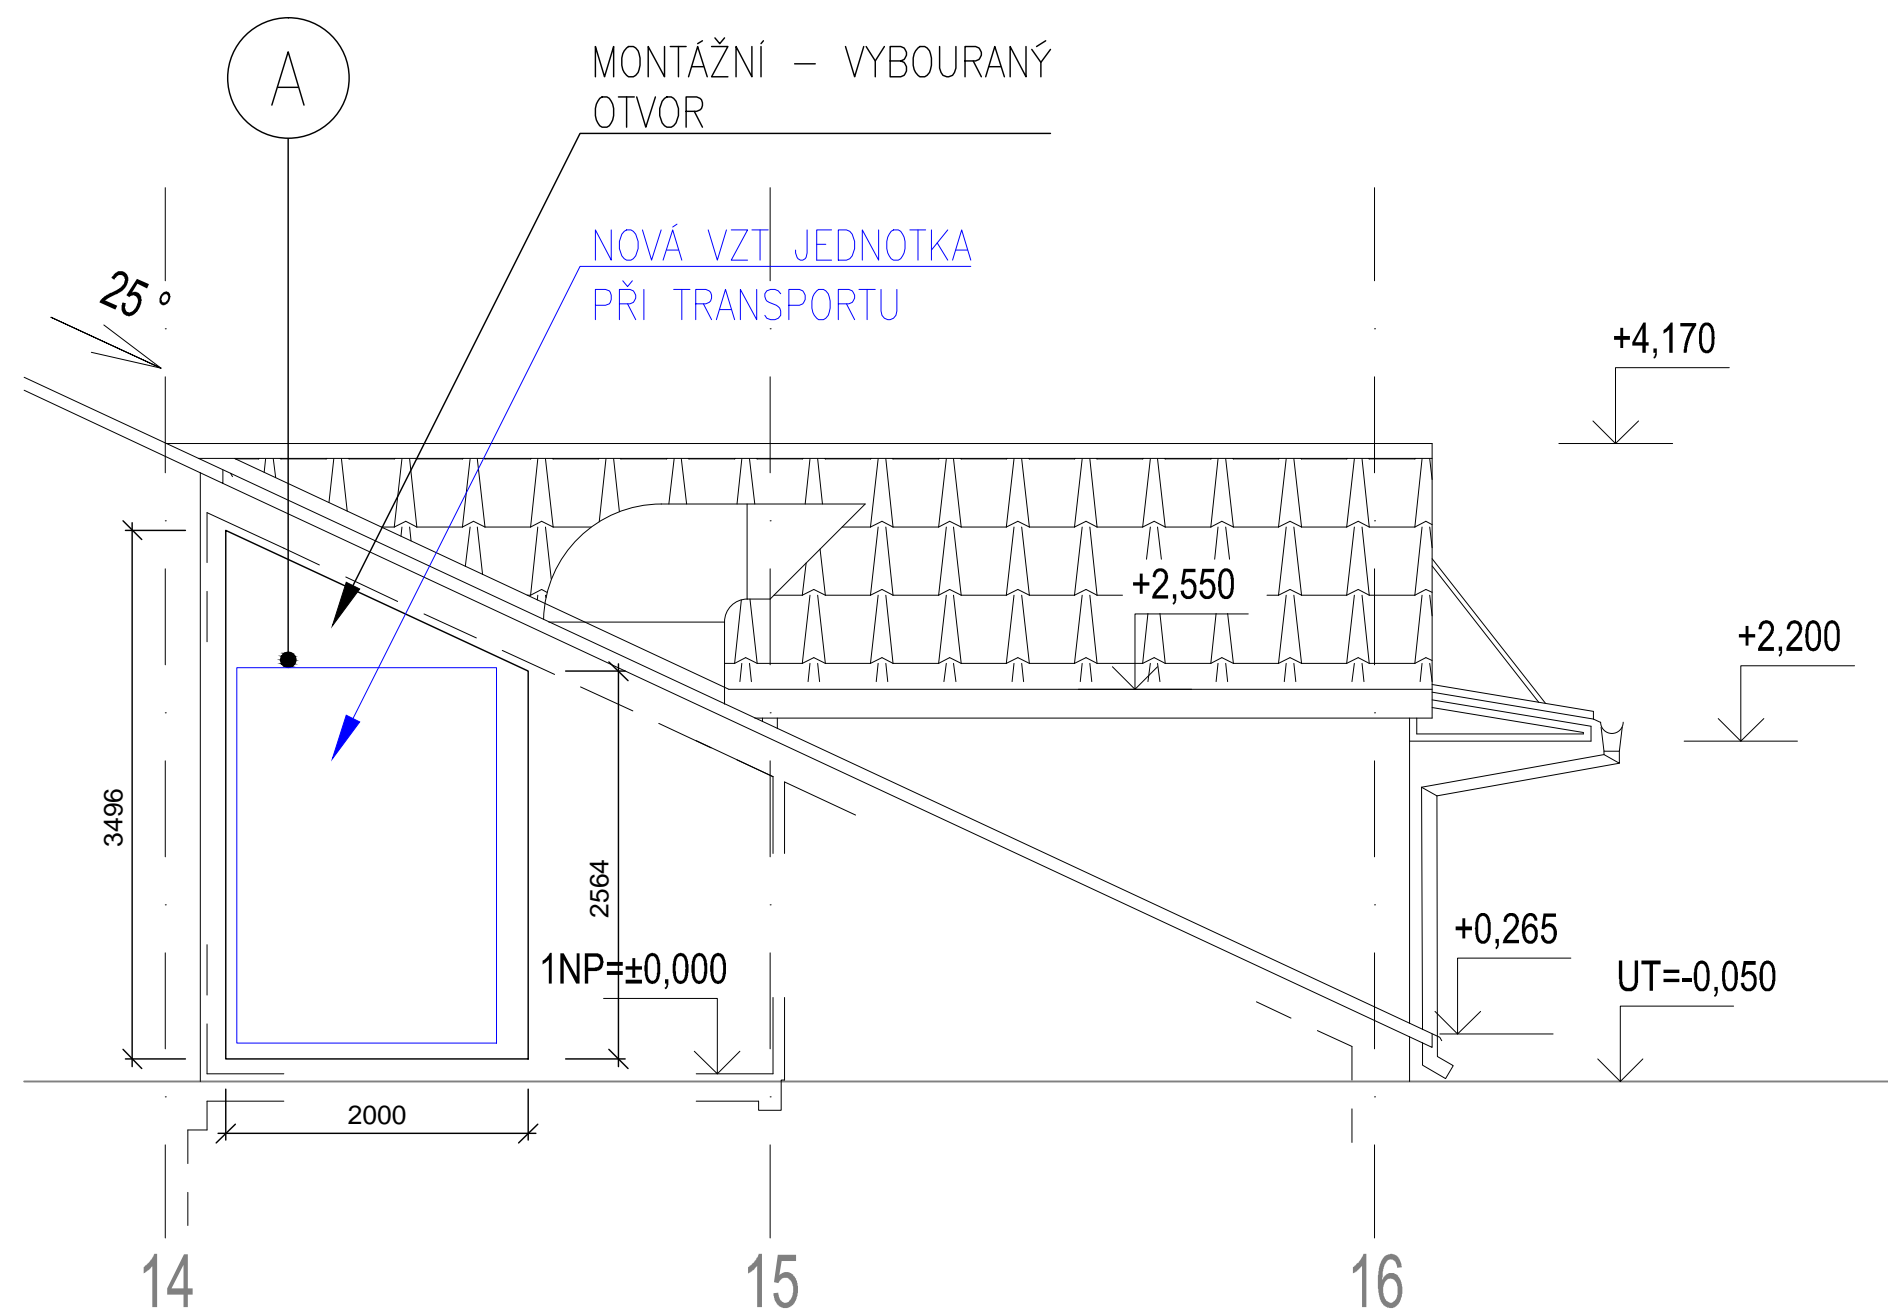 A
MONTÁŽNÍ – VYBOURANÝ
OTVOR
NOVÁ VZT JEDNOTKA
PŘI TRANSPORTU
25°
+4,170
+2,550
+2,200
3496
2564
+0,265
1NP=±0,000
UT=-0,050
2000
14
15
16